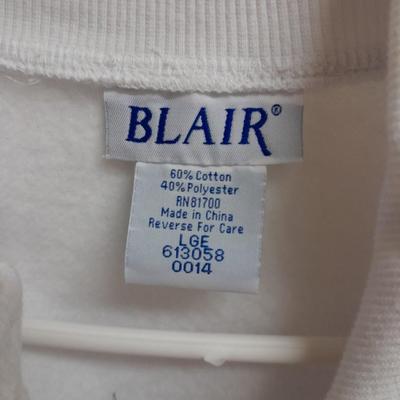 BLAIR®
60% Cotton
40% Polyester
RN81700
Made in China
Reverse For Care
LGE
613058
0014